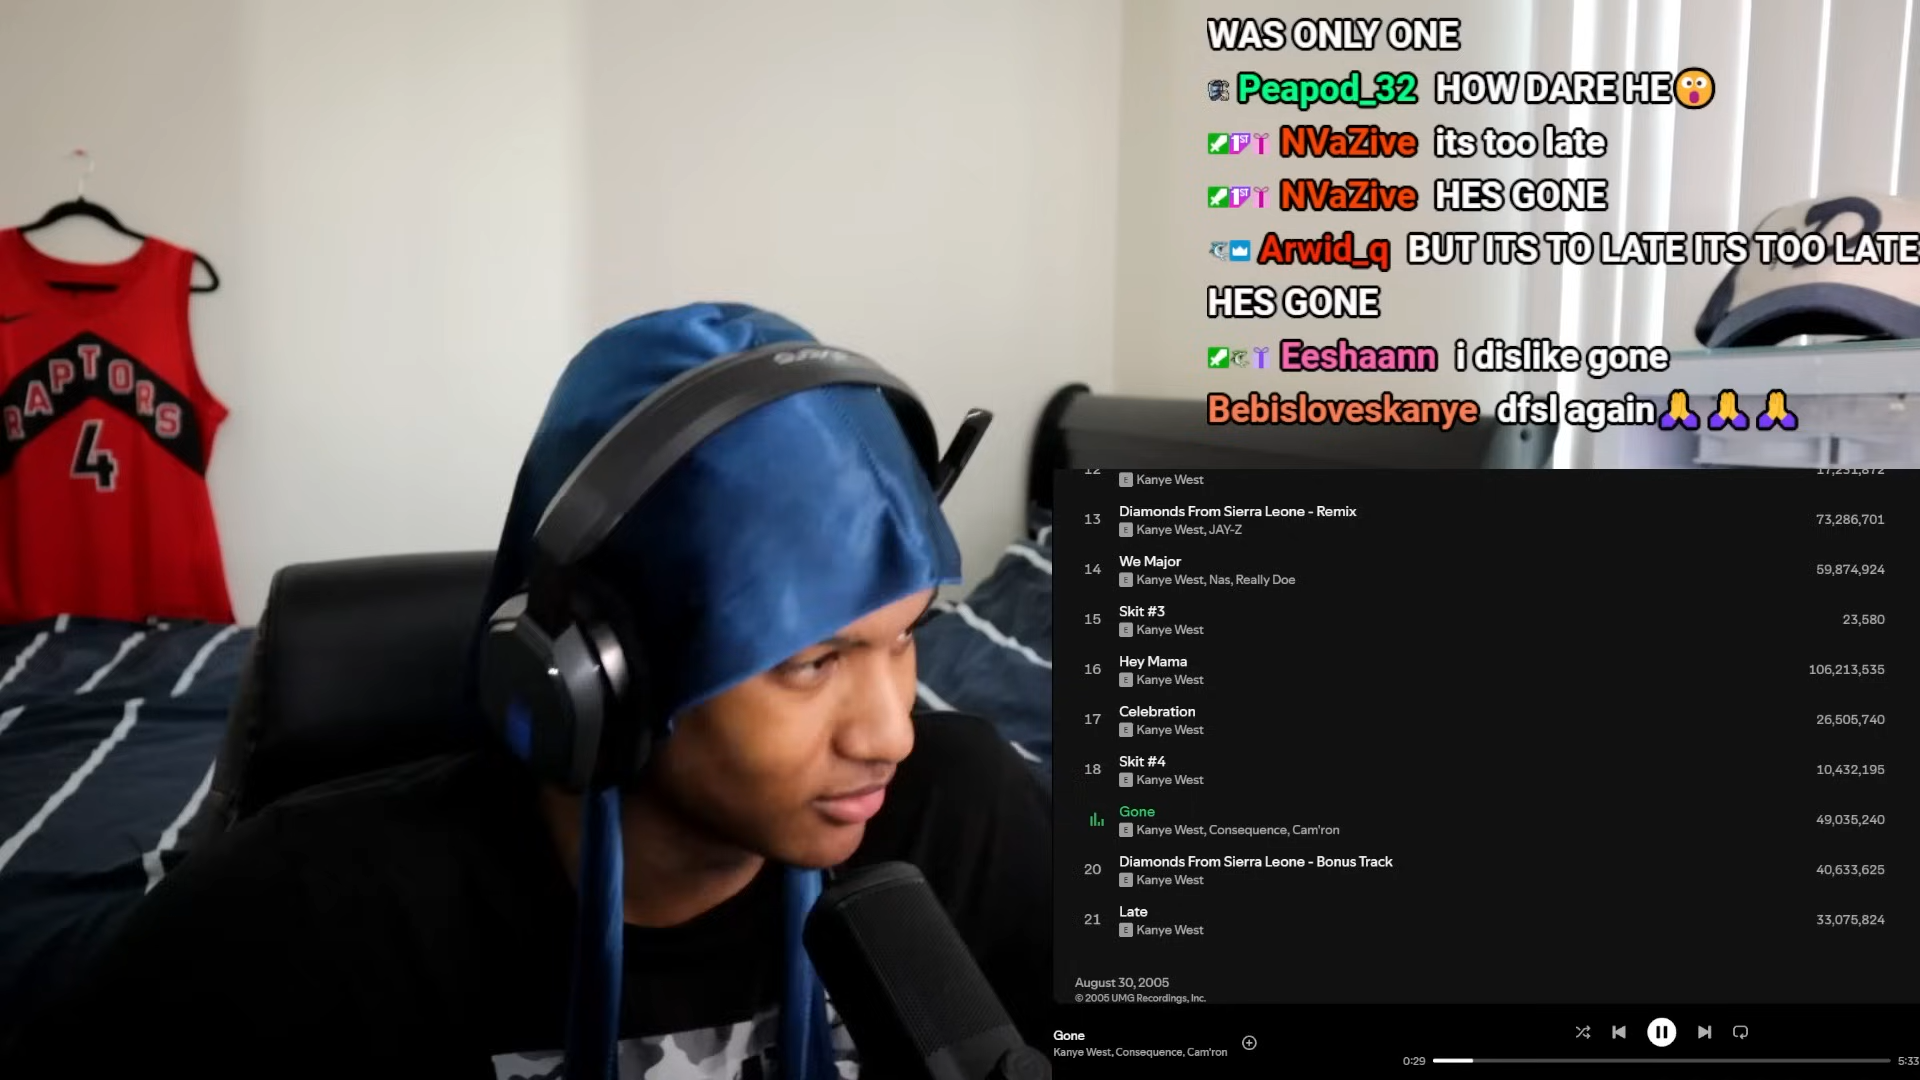 WAS ONLY ONE
Peapod_32 HOW DARE HE😲
NVaZive its too late
NVaZive HES GONE
Arwid_q BUT ITS TO LATE ITS TOO LATE
HES GONE
Eeshaann i dislike gone
Bebisloveskanye dfsl again🙏🙏🙏
RAPTORS
4
12 17,231,872
E Kanye West
13 Diamonds From Sierra Leone - Remix 73,286,701
E Kanye West, JAY-Z
14 We Major 59,874,924
E Kanye West, Nas, Really Doe
15 Skit #3 23,580
E Kanye West
16 Hey Mama 106,213,535
E Kanye West
17 Celebration 26,505,740
E Kanye West
18 Skit #4 10,432,195
E Kanye West
Gone 49,035,240
E Kanye West, Consequence, Cam'ron
20 Diamonds From Sierra Leone - Bonus Track 40,633,625
E Kanye West
21 Late 33,075,824
E Kanye West
August 30, 2005
© 2005 UMG Recordings, Inc.
Gone
Kanye West, Consequence, Cam'ron
0:29 5:33